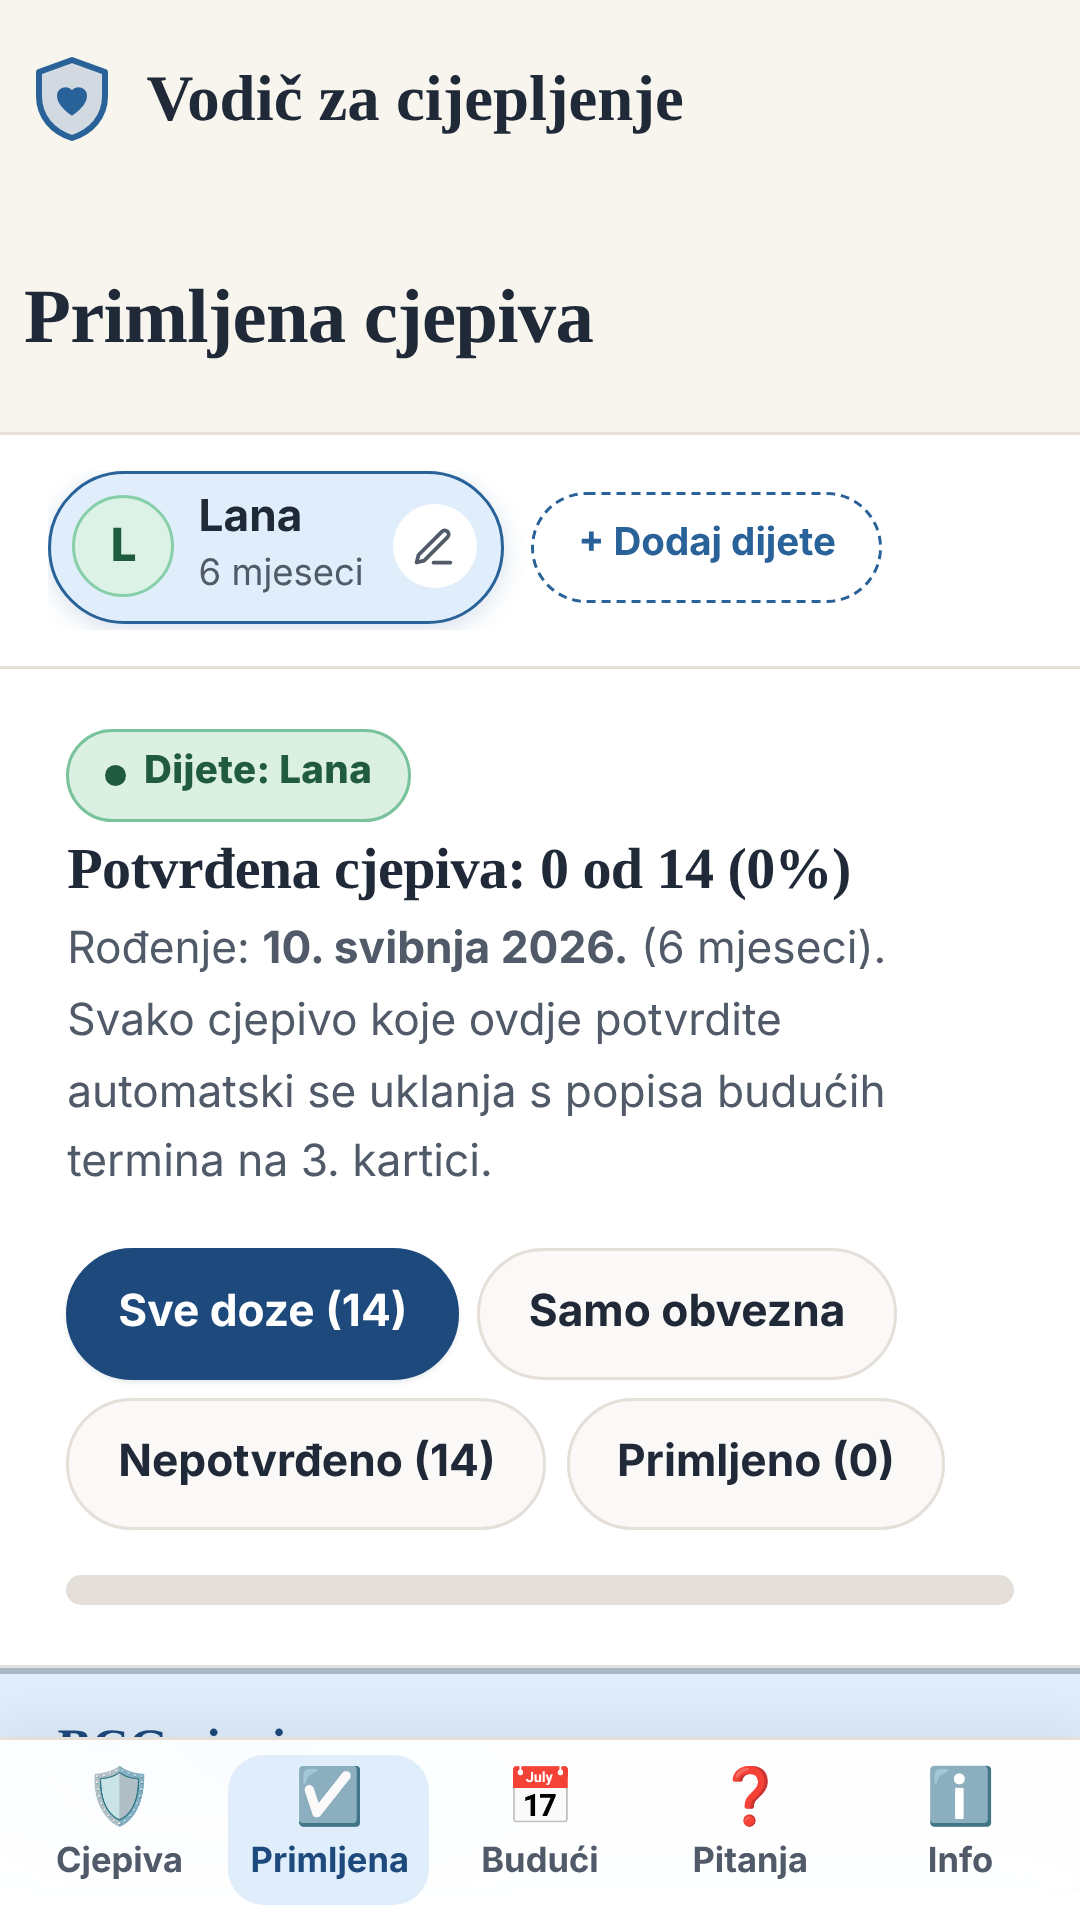 Vodič za cijepljenje
Primljena cjepiva
L
Lana
6 mjeseci
+ Dodaj dijete
Dijete: Lana
Potvrđena cjepiva: 0 od 14 (0%)
Rođenje: 10. svibnja 2026. (6 mjeseci).
Svako cjepivo koje ovdje potvrdite
automatski se uklanja s popisa budućih
termina na 3. kartici.
Sve doze (14)
Samo obvezna
Nepotvrđeno (14)
Primljeno (0)
July
17
Cjepiva
Primljena
Budući
Pitanja
Info